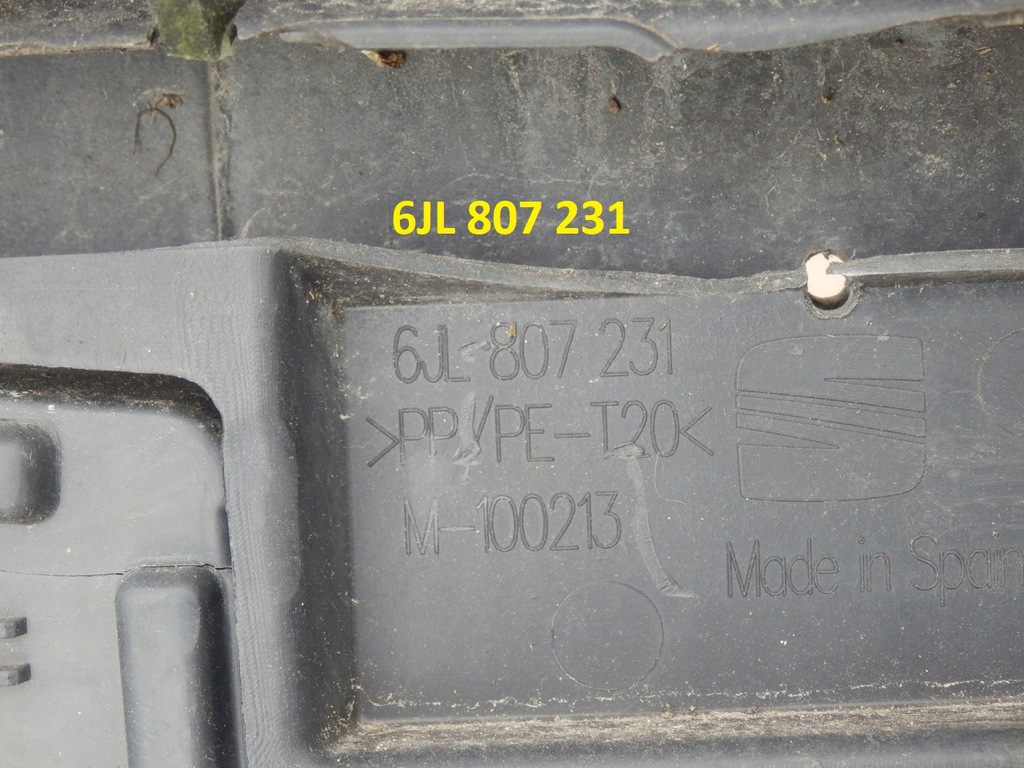 6JL 807 231
6JL 807 231
>PP/PE-T20<
M-100213
Made in Spain